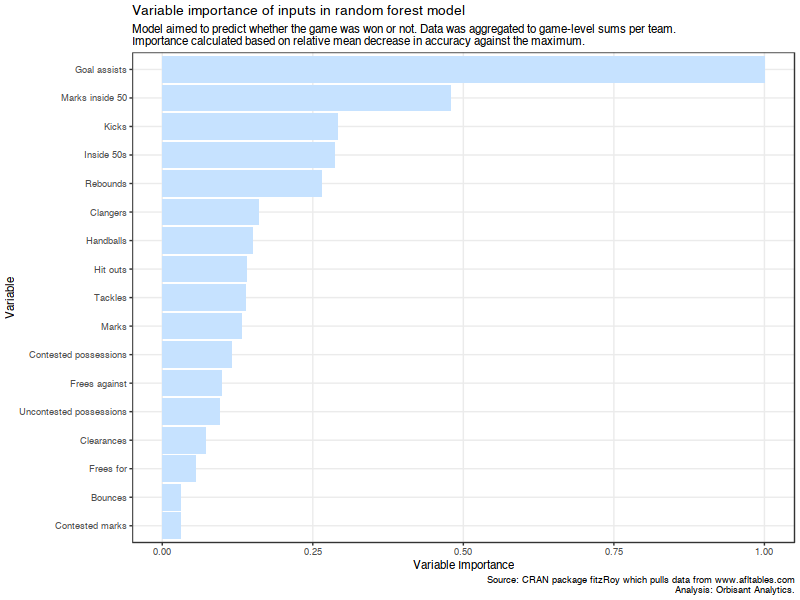 Variable importance of inputs in random forest model
Model aimed to predict whether the game was won or not. Data was aggregated to game-level sums per team.
Importance calculated based on relative mean decrease in accuracy against the maximum.
Variable
Goal assists
Marks inside 50
Kicks
Inside 50s
Rebounds
Clangers
Handballs
Hit outs
Tackles
Marks
Contested possessions
Frees against
Uncontested possessions
Clearances
Frees for
Bounces
Contested marks
0.00 0.25 0.50 0.75 1.00
Variable Importance
Source: CRAN package fitzRoy which pulls data from www.afltables.com
Analysis: Orbisant Analytics.